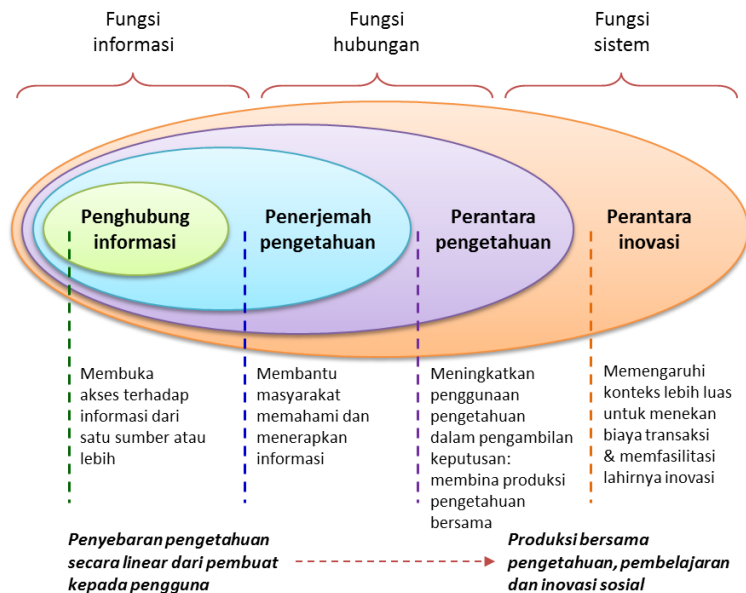 Fungsi
informasi
Fungsi
hubungan
Fungsi
sistem
Penghubung
informasi
Penerjemah
pengetahuan
Perantara
pengetahuan
Perantara
inovasi
Membuka
akses terhadap
informasi dari
satu sumber atau
lebih
Membantu
masyarakat
memahami dan
menerapkan
informasi
Meningkatkan
penggunaan
pengetahuan
dalam pengambilan
keputusan:
membina produksi
pengetahuan
bersama
Memengaruhi
konteks lebih luas
untuk menekan
biaya transaksi
& memfasilitasi
lahirnya inovasi
Penyebaran pengetahuan
secara linear dari pembuat
kepada pengguna
Produksi bersama
pengetahuan, pembelajaran
dan inovasi sosial